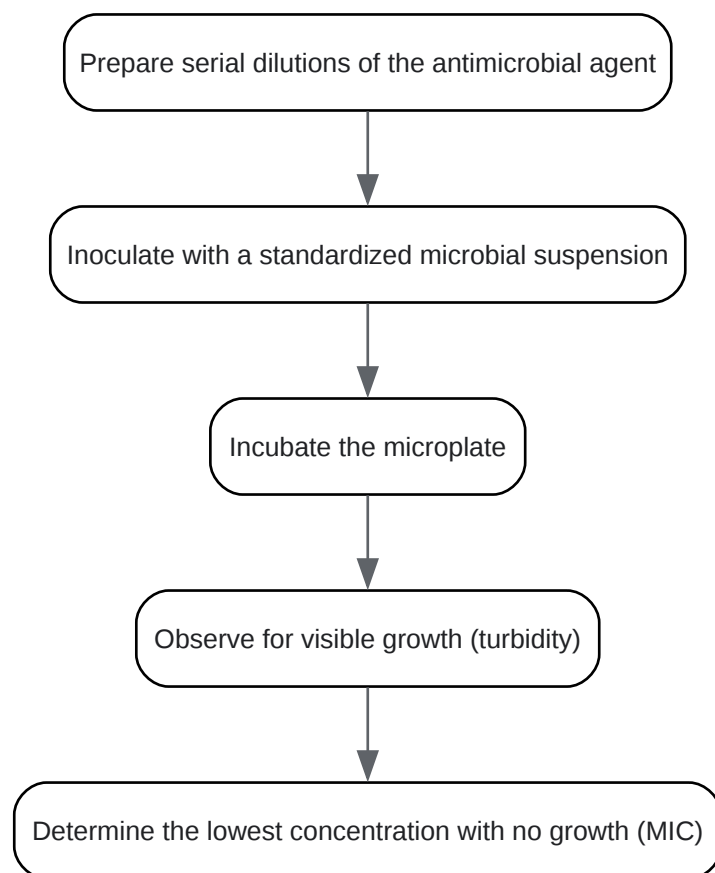 Prepare serial dilutions of the antimicrobial agent
Inoculate with a standardized microbial suspension
Incubate the microplate
Observe for visible growth (turbidity)
Determine the lowest concentration with no growth (MIC)